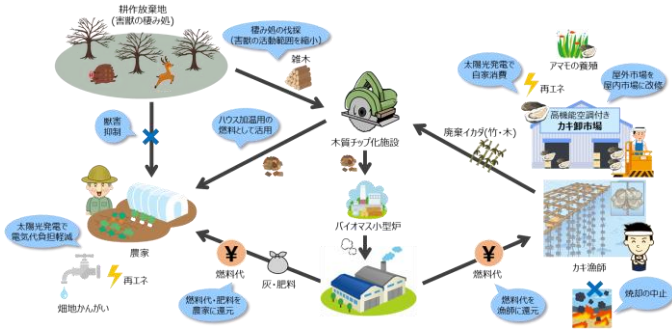 耕作放棄地
(害獣の棲み処)
棲み処の伐採
(害獣の活動範囲を縮小)
雑木
アマモの養殖
太陽光発電で
自家消費
再エネ
屋外市場を
屋内市場に改修
高機能空調付き
カキ卸市場
獣害
抑制
ハウス加温用の
燃料として活用
木質チップ化施設
廃棄イカダ(竹・木)
バイオマス小型炉
農家
カキ漁師
太陽光発電で
電気代負担軽減
再エネ
畑地かんがい
¥
燃料代
灰・肥料
燃料代・肥料を
農家に還元
¥
燃料代
燃料代を
漁師に還元
焼却の中止